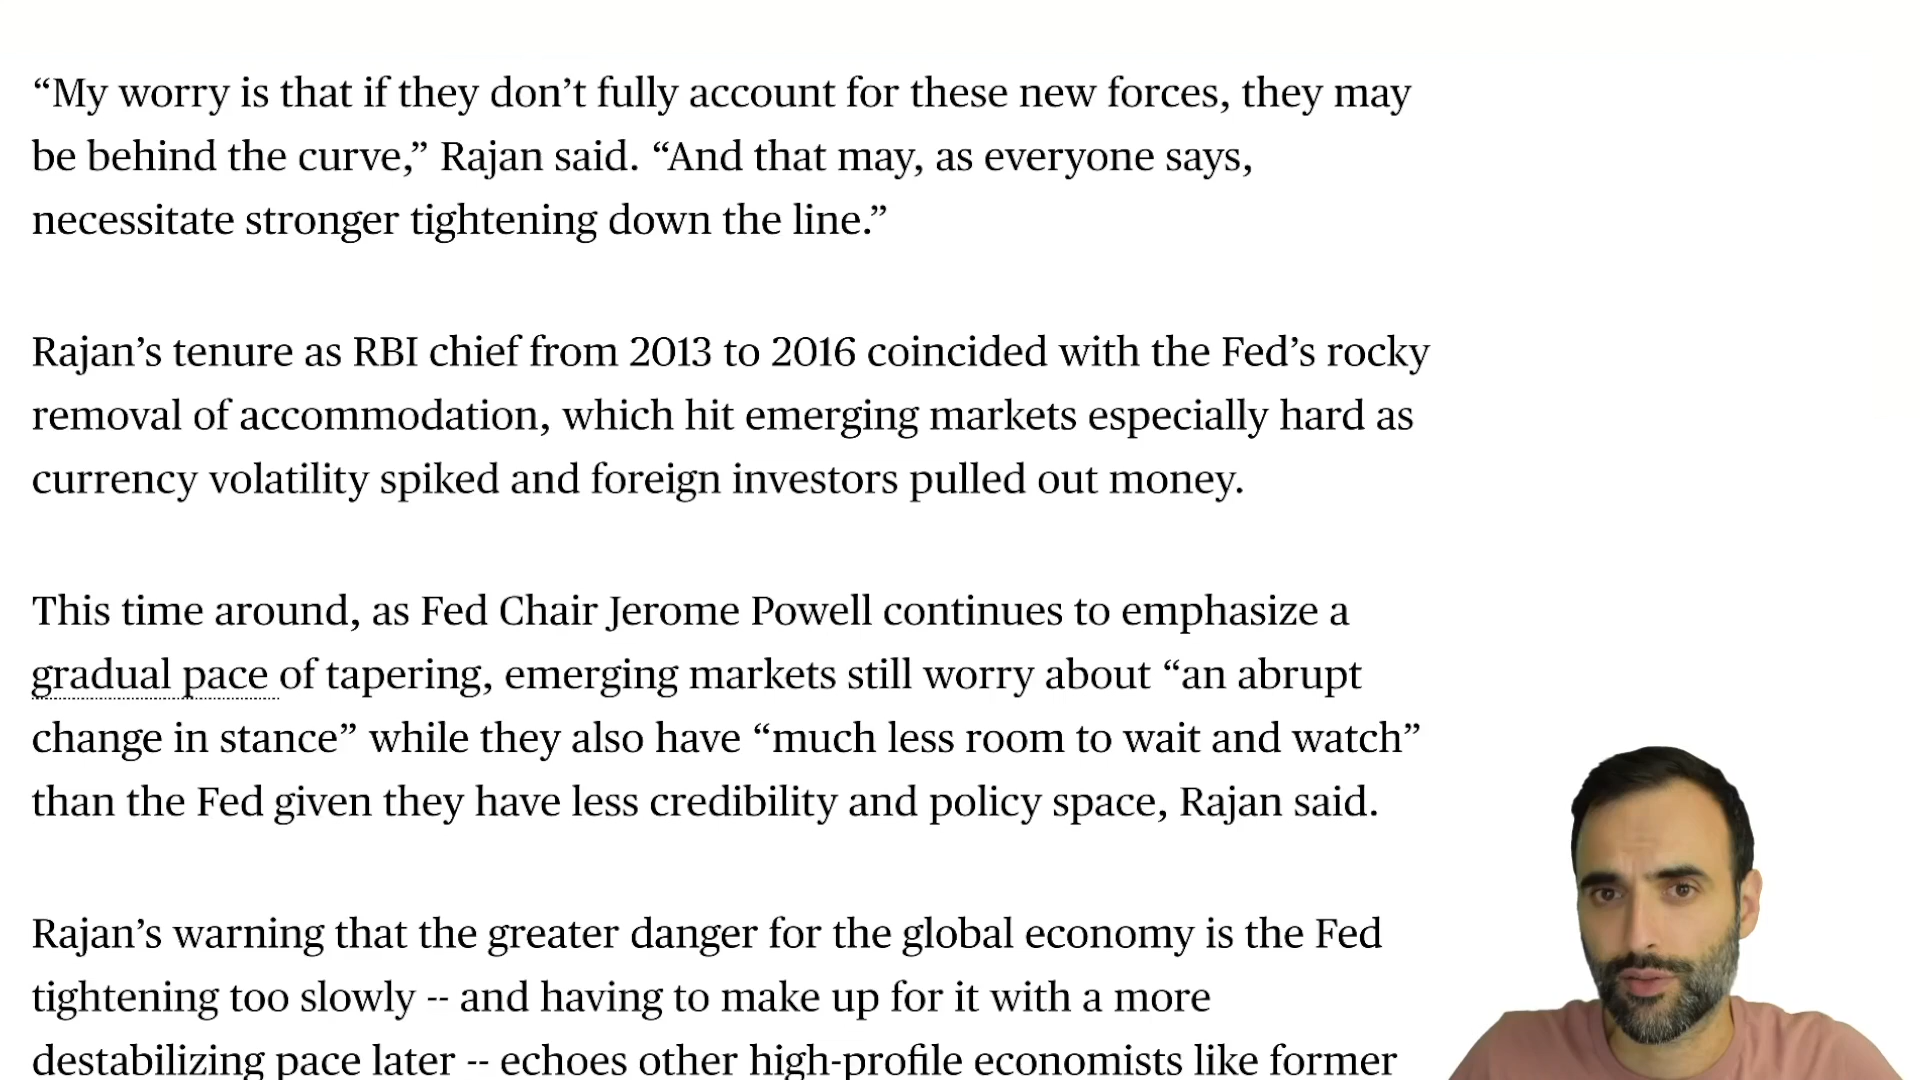 “My worry is that if they don’t fully account for these new forces, they may
be behind the curve,” Rajan said. “And that may, as everyone says,
necessitate stronger tightening down the line.”
Rajan’s tenure as RBI chief from 2013 to 2016 coincided with the Fed’s rocky
removal of accommodation, which hit emerging markets especially hard as
currency volatility spiked and foreign investors pulled out money.
This time around, as Fed Chair Jerome Powell continues to emphasize a
gradual pace of tapering, emerging markets still worry about “an abrupt
change in stance” while they also have “much less room to wait and watch”
than the Fed given they have less credibility and policy space, Rajan said.
Rajan’s warning that the greater danger for the global economy is the Fed
tightening too slowly -- and having to make up for it with a more
destabilizing pace later -- echoes other high-profile economists like former